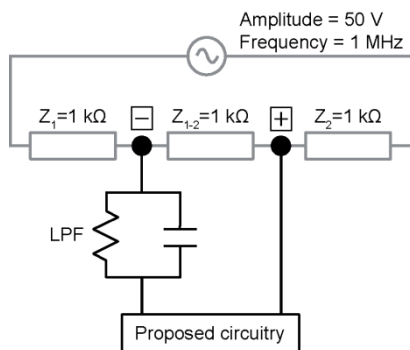 Amplitude = 50 V
Frequency = 1 MHz
Z1=1 kΩ
−
Z1-2=1 kΩ
+
Z2=1 kΩ
LPF
Proposed circuitry